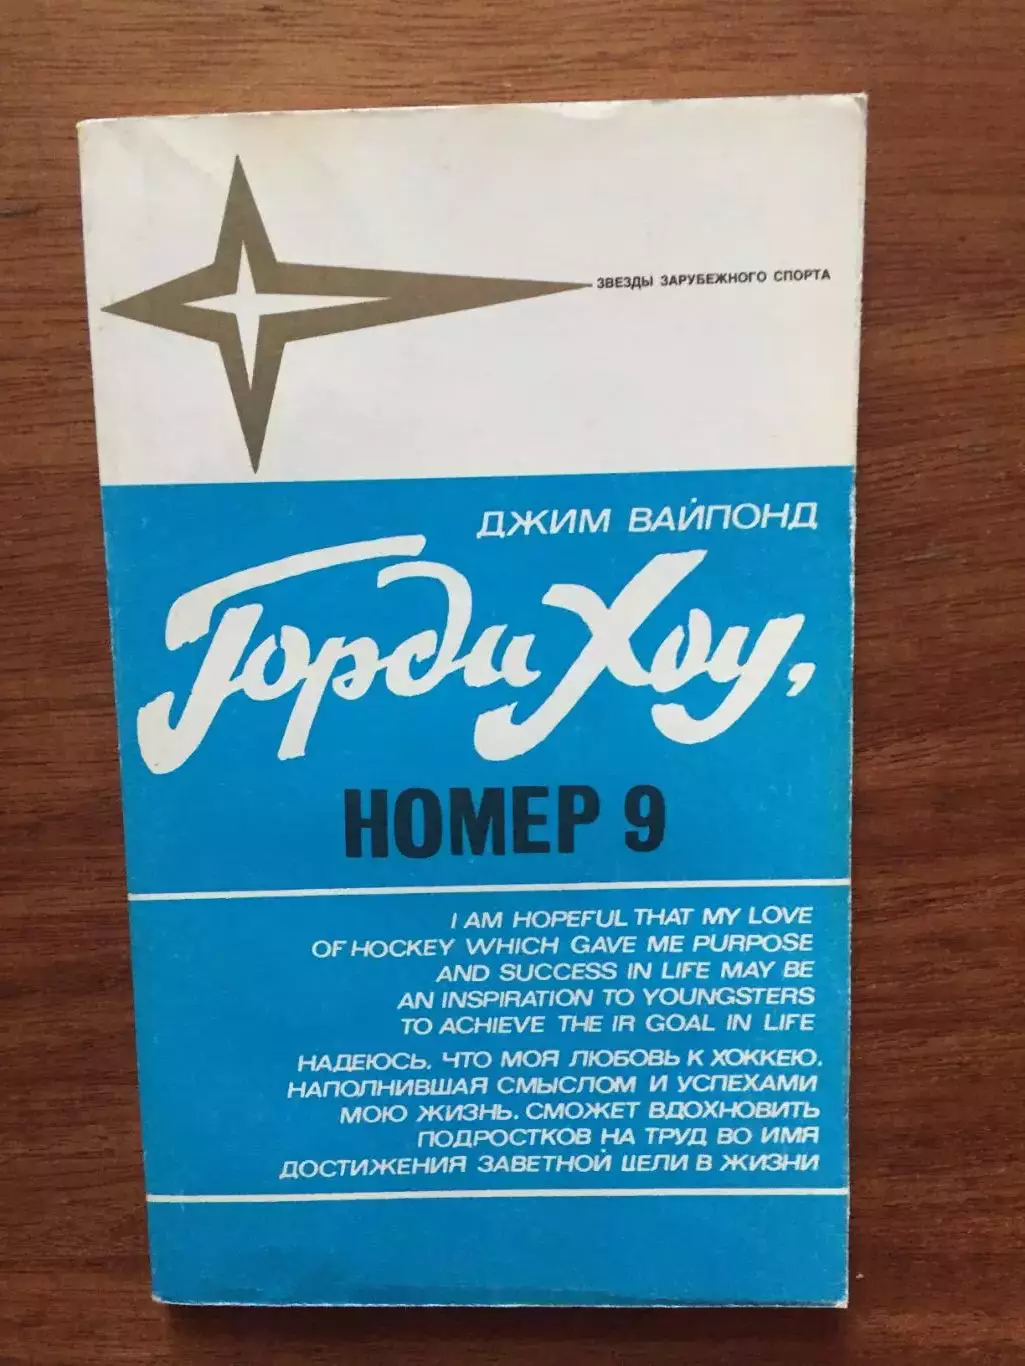 ЗВЕЗДЫ ЗАРУБЕЖНОГО СПОРТА
ДЖИМ ВАЙПОНД
Горди Хоу,
НОМЕР 9
I AM HOPEFUL THAT MY LOVE
OF HOCKEY WHICH GAVE ME PURPOSE
AND SUCCESS IN LIFE MAY BE
AN INSPIRATION TO YOUNGSTERS
TO ACHIEVE THE IR GOAL IN LIFE
НАДЕЮСЬ, ЧТО МОЯ ЛЮБОВЬ К ХОККЕЮ,
НАПОЛНИВШАЯ СМЫСЛОМ И УСПЕХАМИ
МОЮ ЖИЗНЬ, СМОЖЕТ ВДОХНОВИТЬ
ПОДРОСТКОВ НА ТРУД ВО ИМЯ
ДОСТИЖЕНИЯ ЗАВЕТНОЙ ЦЕЛИ В ЖИЗНИ